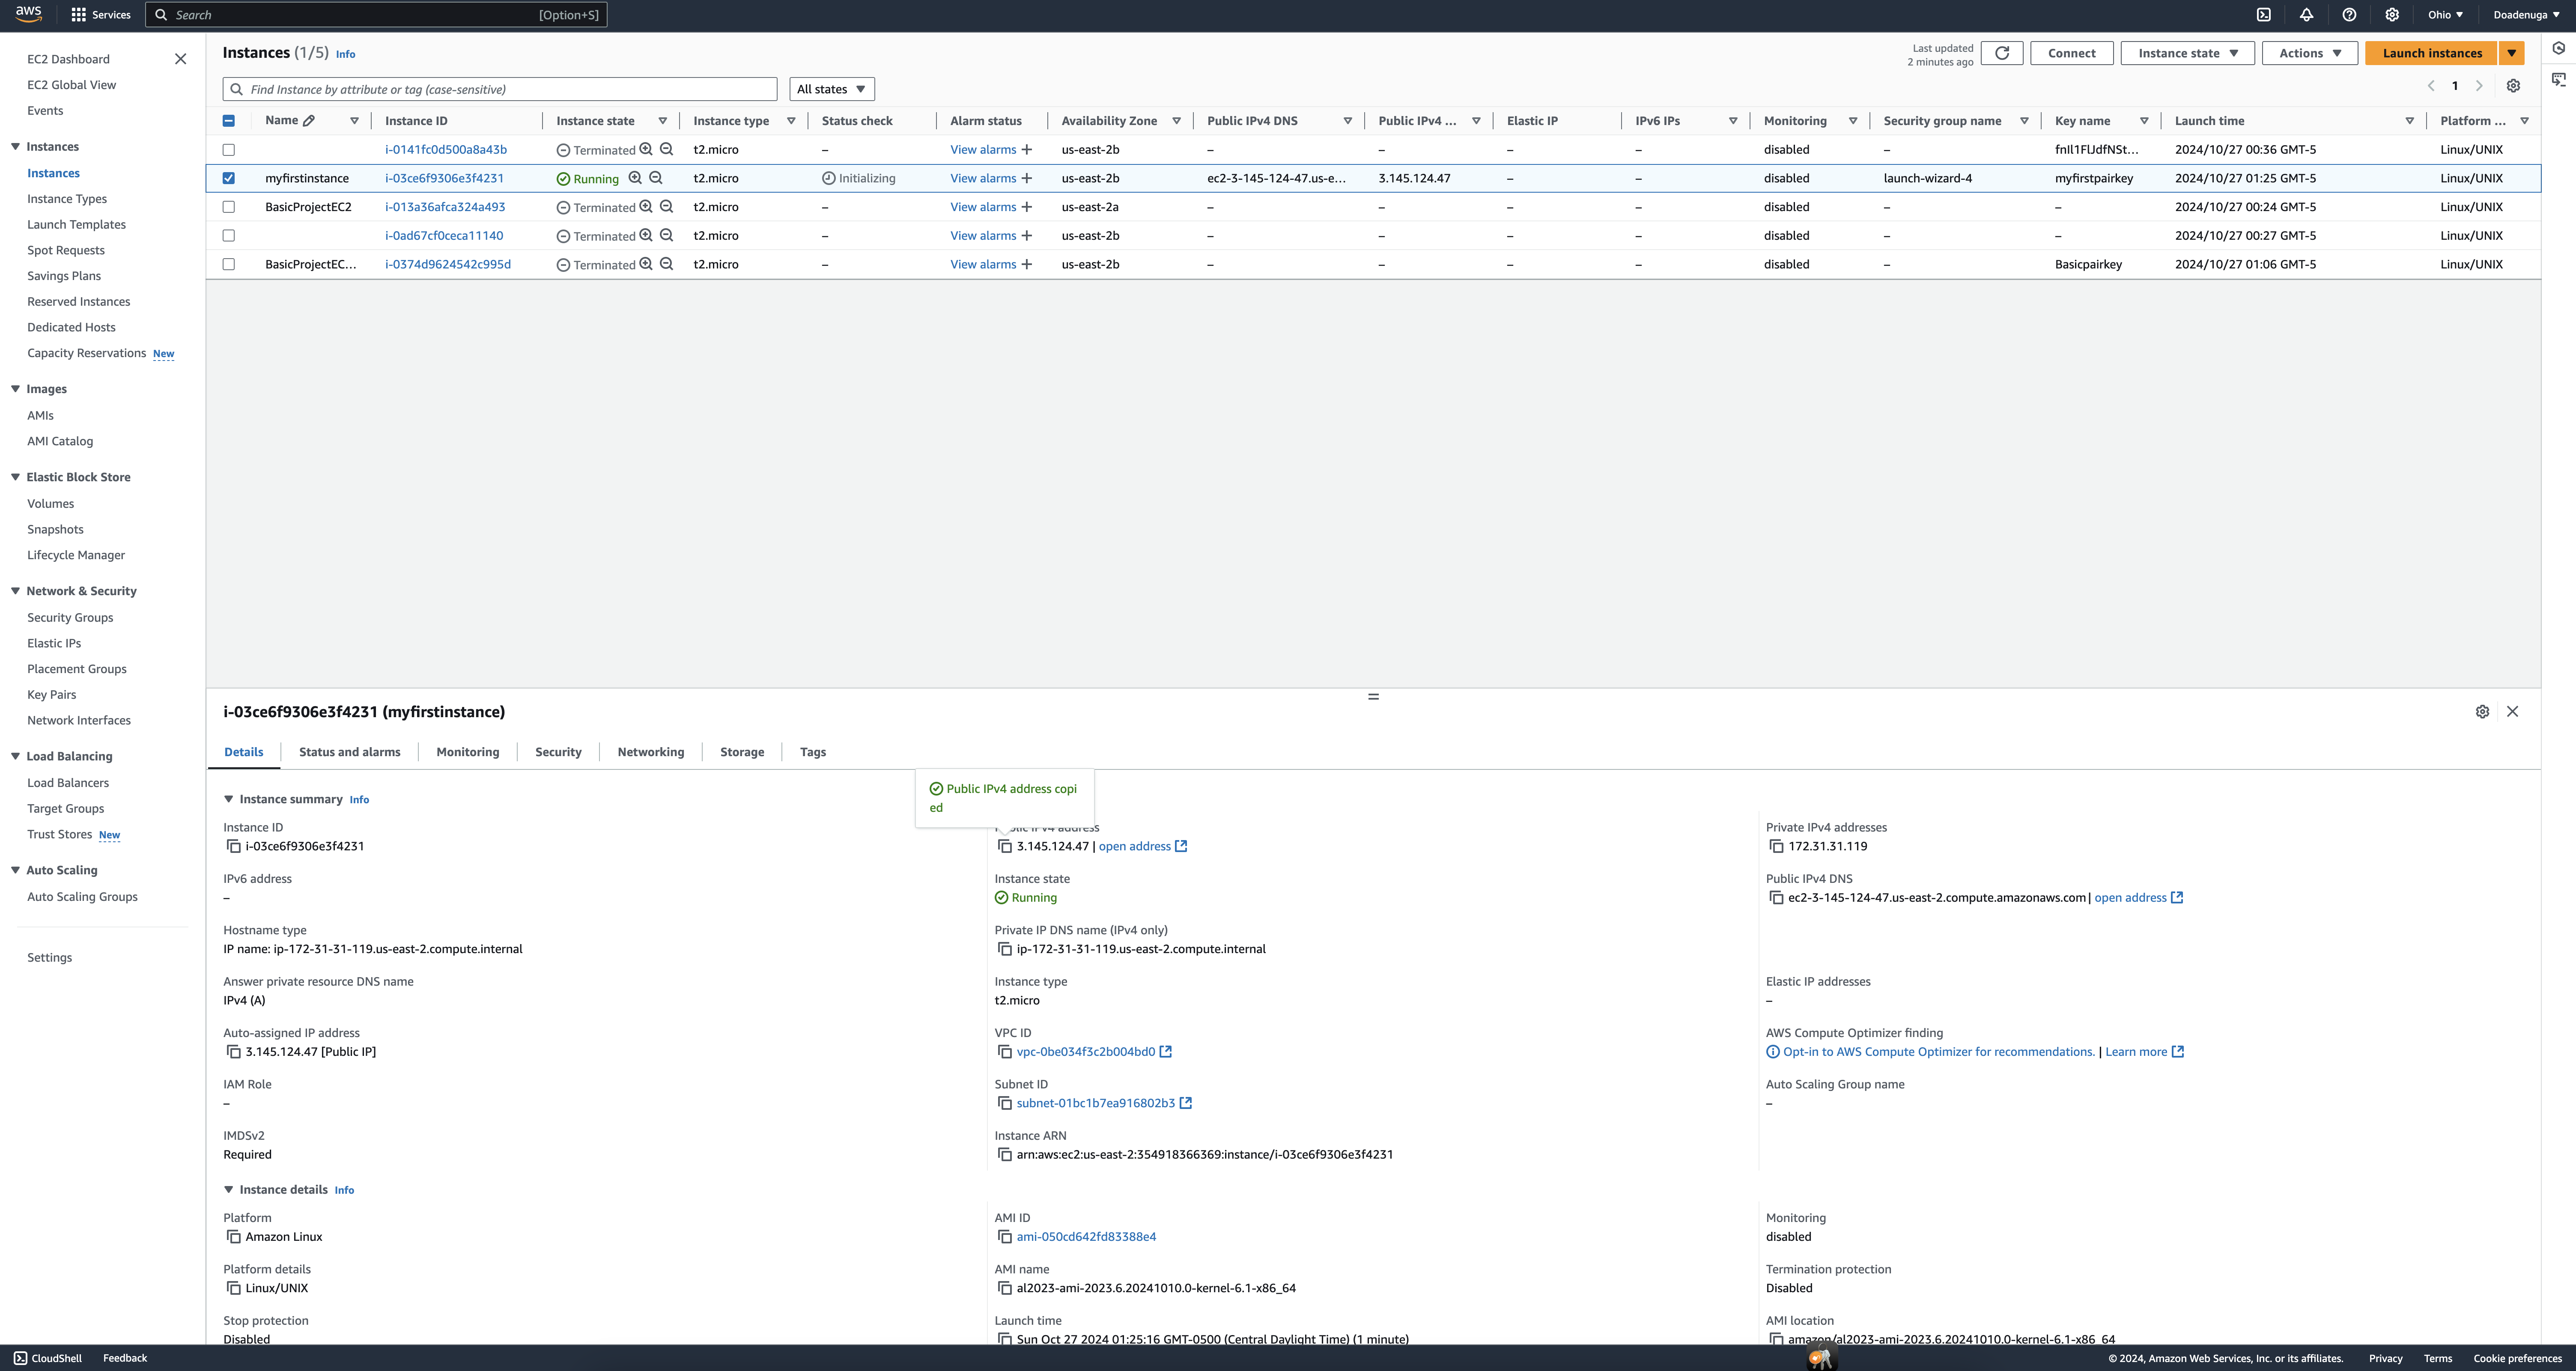 aws
Services
Search
[Option+S]
Ohio
Doadenuga
EC2 Dashboard
EC2 Global View
Events
Instances
Instances
Instance Types
Launch Templates
Spot Requests
Savings Plans
Reserved Instances
Dedicated Hosts
Capacity Reservations New
Images
AMIs
AMI Catalog
Elastic Block Store
Volumes
Snapshots
Lifecycle Manager
Network & Security
Security Groups
Elastic IPs
Placement Groups
Key Pairs
Network Interfaces
Load Balancing
Load Balancers
Target Groups
Trust Stores New
Auto Scaling
Auto Scaling Groups
Settings
Instances (1/5) Info
Last updated
2 minutes ago
Connect
Instance state
Actions
Launch instances
Find Instance by attribute or tag (case-sensitive)
All states
1
Name Instance ID Instance state Instance type Status check Alarm status Availability Zone Public IPv4 DNS Public IPv4 ... Elastic IP IPv6 IPs Monitoring Security group name Key name Launch time Platform ...
i-0141fc0d500a8a43b Terminated t2.micro – View alarms + us-east-2b – – – – disabled – fnIl1FlJdfNSt... 2024/10/27 00:36 GMT-5 Linux/UNIX
myfirstinstance i-03ce6f9306e3f4231 Running t2.micro Initializing View alarms + us-east-2b ec2-3-145-124-47.us-e... 3.145.124.47 – – disabled launch-wizard-4 myfirstpairkey 2024/10/27 01:25 GMT-5 Linux/UNIX
BasicProjectEC2 i-013a36afca324a493 Terminated t2.micro – View alarms + us-east-2a – – – – disabled – – 2024/10/27 00:24 GMT-5 Linux/UNIX
i-0ad67cf0ceca11140 Terminated t2.micro – View alarms + us-east-2b – – – – disabled – – 2024/10/27 00:27 GMT-5 Linux/UNIX
BasicProjectEC... i-0374d9624542c995d Terminated t2.micro – View alarms + us-east-2b – – – – disabled – Basicpairkey 2024/10/27 01:06 GMT-5 Linux/UNIX
i-03ce6f9306e3f4231 (myfirstinstance)
Details Status and alarms Monitoring Security Networking Storage Tags
Public IPv4 address copi
ed
Instance summary Info
Instance ID
i-03ce6f9306e3f4231
Public IPv4 address
3.145.124.47 | open address
Private IPv4 addresses
172.31.31.119
IPv6 address
–
Instance state
Running
Public IPv4 DNS
ec2-3-145-124-47.us-east-2.compute.amazonaws.com | open address
Hostname type
IP name: ip-172-31-31-119.us-east-2.compute.internal
Private IP DNS name (IPv4 only)
ip-172-31-31-119.us-east-2.compute.internal
Answer private resource DNS name
IPv4 (A)
Instance type
t2.micro
Elastic IP addresses
–
Auto-assigned IP address
3.145.124.47 [Public IP]
VPC ID
vpc-0be034f3c2b004bd0
AWS Compute Optimizer finding
Opt-in to AWS Compute Optimizer for recommendations. | Learn more
IAM Role
–
Subnet ID
subnet-01bc1b7ea916802b3
Auto Scaling Group name
–
IMDSv2
Required
Instance ARN
arn:aws:ec2:us-east-2:354918366369:instance/i-03ce6f9306e3f4231
Instance details Info
Platform
Amazon Linux
AMI ID
ami-050cd642fd83388e4
Monitoring
disabled
Platform details
Linux/UNIX
AMI name
al2023-ami-2023.6.20241010.0-kernel-6.1-x86_64
Termination protection
Disabled
Stop protection
Disabled
Launch time
Sun Oct 27 2024 01:25:16 GMT-0500 (Central Daylight Time) (1 minute)
AMI location
amazon/al2023-ami-2023.6.20241010.0-kernel-6.1-x86_64
CloudShell
Feedback
© 2024, Amazon Web Services, Inc. or its affiliates.
Privacy
Terms
Cookie preferences